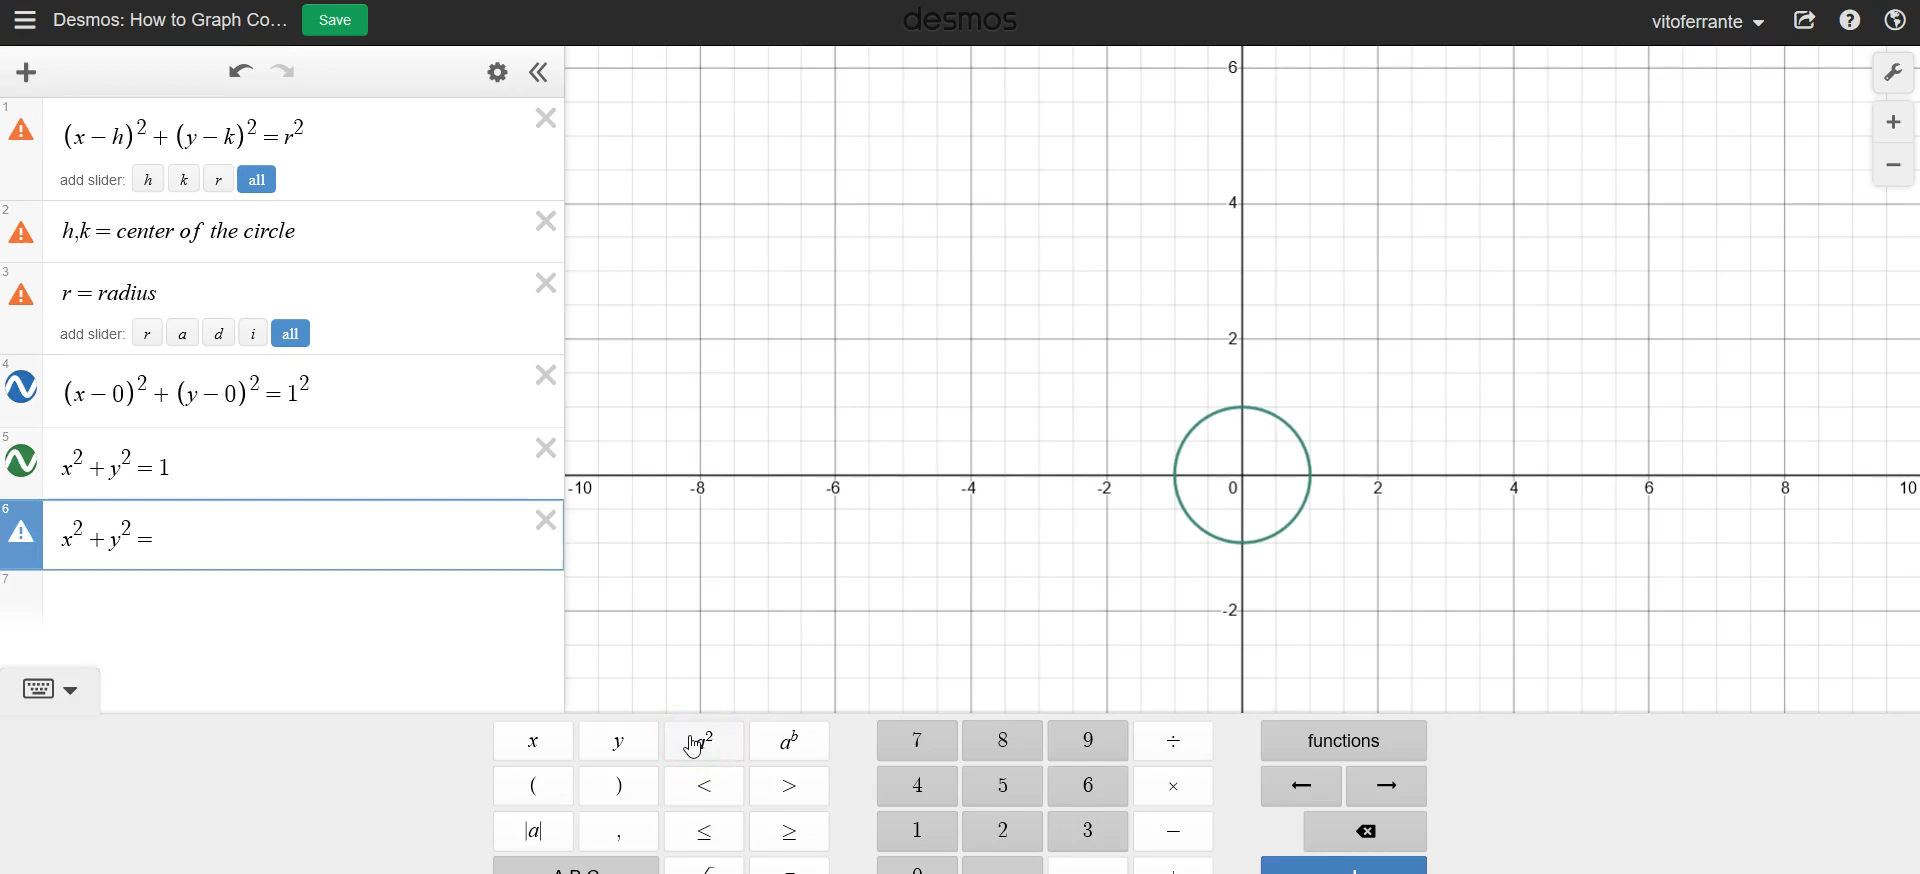 Desmos: How to Graph Co... Save desmos vitoferrante ?
1
(x − h)² + (y − k)² = r²
add slider: h k r all
2
h,k = center of the circle
3
r = radius
add slider: r a d i all
4
(x − 0)² + (y − 0)² = 1²
5
x² + y² = 1
6
x² + y² =
7
6
4
2
-10 -8 -6 -4 -2 0 2 4 6 8 10
-2
+
−
x y a² aᵇ 7 8 9 ÷ functions
( ) < > 4 5 6 × ← →
|a| , ≤ ≥ 1 2 3 −
A B C 0